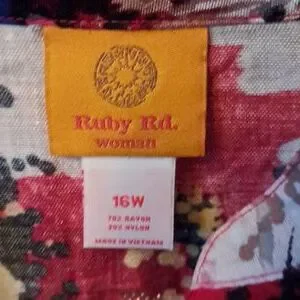 Ruby Rd.
woman
16W
70% RAYON
30% NYLON
MADE IN VIETNAM